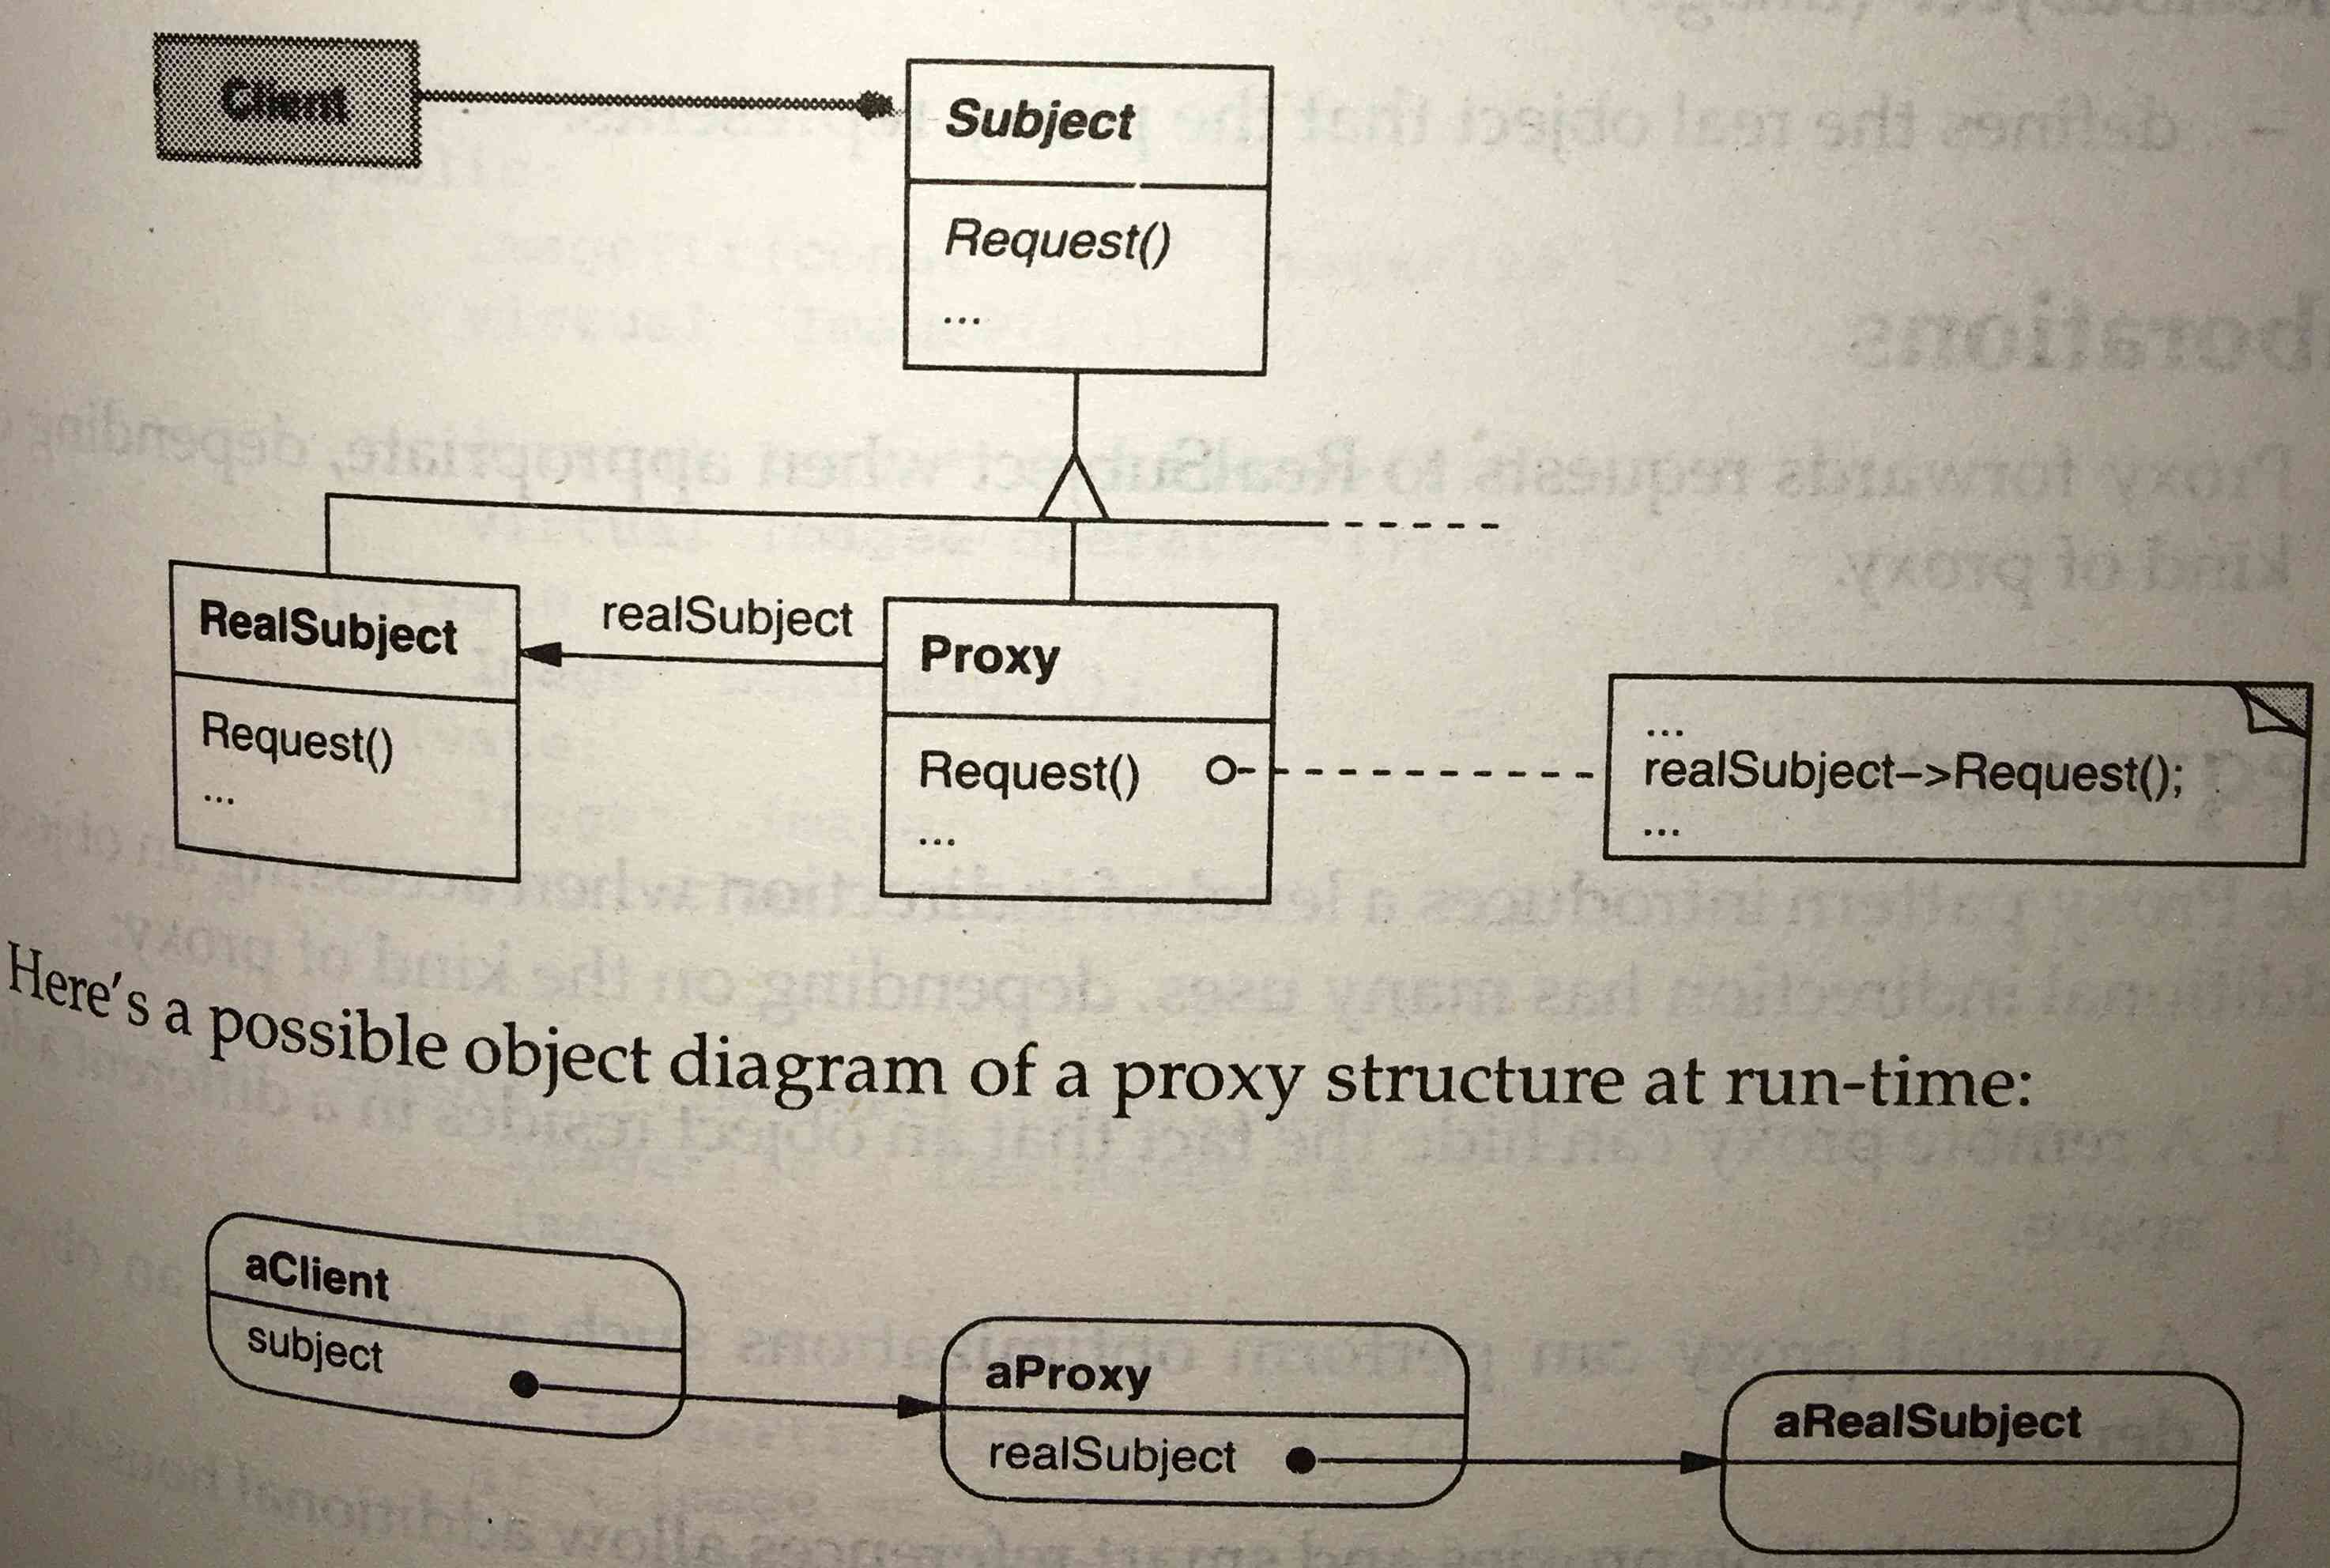 Client
Subject
Request()
...
RealSubject
Request()
...
realSubject
Proxy
Request()
...
...
realSubject–>Request();
...
Here's a possible object diagram of a proxy structure at run-time:
aClient
subject
aProxy
realSubject
aRealSubject